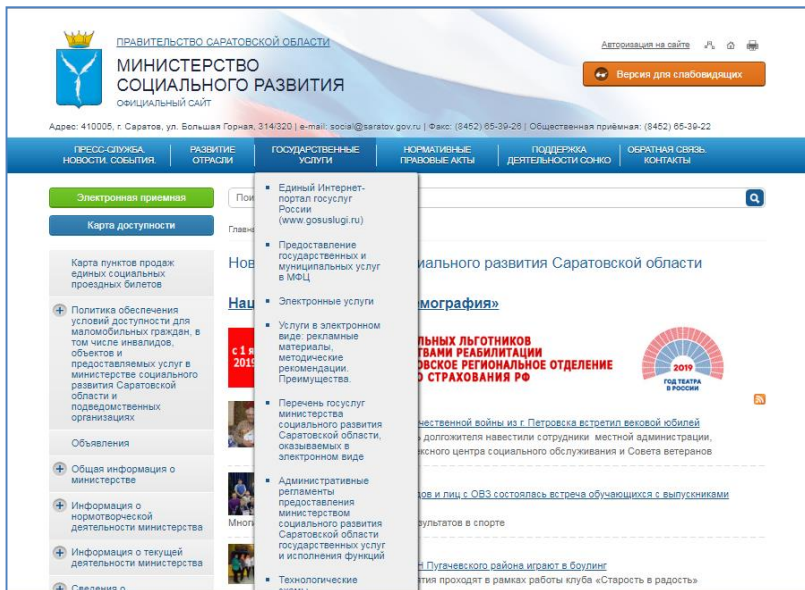 ПРАВИТЕЛЬСТВО САРАТОВСКОЙ ОБЛАСТИ
МИНИСТЕРСТВО
СОЦИАЛЬНОГО РАЗВИТИЯ
ОФИЦИАЛЬНЫЙ САЙТ
Авторизация на сайте
Версия для слабовидящих
Адрес: 410005, г. Саратов, ул. Большая Горная, 314/320 | e-mail: social@saratov.gov.ru | Факс: (8452) 65-39-26 | Общественная приёмная: (8452) 65-39-22
ПРЕСС-СЛУЖБА.
НОВОСТИ. СОБЫТИЯ.
РАЗВИТИЕ
ОТРАСЛИ
ГОСУДАРСТВЕННЫЕ
УСЛУГИ
НОРМАТИВНЫЕ
ПРАВОВЫЕ АКТЫ
ПОДДЕРЖКА
ДЕЯТЕЛЬНОСТИ СОНКО
ОБРАТНАЯ СВЯЗЬ.
КОНТАКТЫ
Электронная приемная
Карта доступности
Карта пунктов продаж
единых социальных
проездных билетов
Политика обеспечения
условий доступности для
маломобильных граждан, в
том числе инвалидов,
объектов и
предоставляемых услуг в
министерстве социального
развития Саратовской
области и
подведомственных
организациях
Объявления
Общая информация о
министерстве
Информация о
нормотворческой
деятельности министерства
Информация о текущей
деятельности министерства
Сведения о
Единый Интернет-
портал госуслуг
России
(www.gosuslugi.ru)
Предоставление
государственных и
муниципальных услуг
в МФЦ
Электронные услуги
Услуги в электронном
виде: рекламные
материалы,
методические
рекомендации.
Преимущества.
Перечень госуслуг
министерства
социального развития
Саратовской области,
оказываемых в
электронном виде
Административные
регламенты
предоставления
министерством
социального развития
Саратовской области
государственных услуг
и исполнения функций
Технологические
Пои
Главн
Нов
иального развития Саратовской области
Нац
емография»
с 1 я
2019
ЛЬНЫХ ЛЬГОТНИКОВ
ТВАМИ РЕАБИЛИТАЦИИ
ОВСКОЕ РЕГИОНАЛЬНОЕ ОТДЕЛЕНИЕ
О СТРАХОВАНИЯ РФ
2019
ГОД ТЕАТРА
В РОССИИ
чественной войны из г. Петровска встретил вековой юбилей
долгожителя навестили сотрудники местной администрации,
ексного центра социального обслуживания и Совета ветеранов
дов и лиц с ОВЗ состоялась встреча обучающихся с выпускниками
Многи
зультатов в спорте
Н Пугачевского района играют в боулинг
тия проходят в рамках работы клуба «Старость в радость»